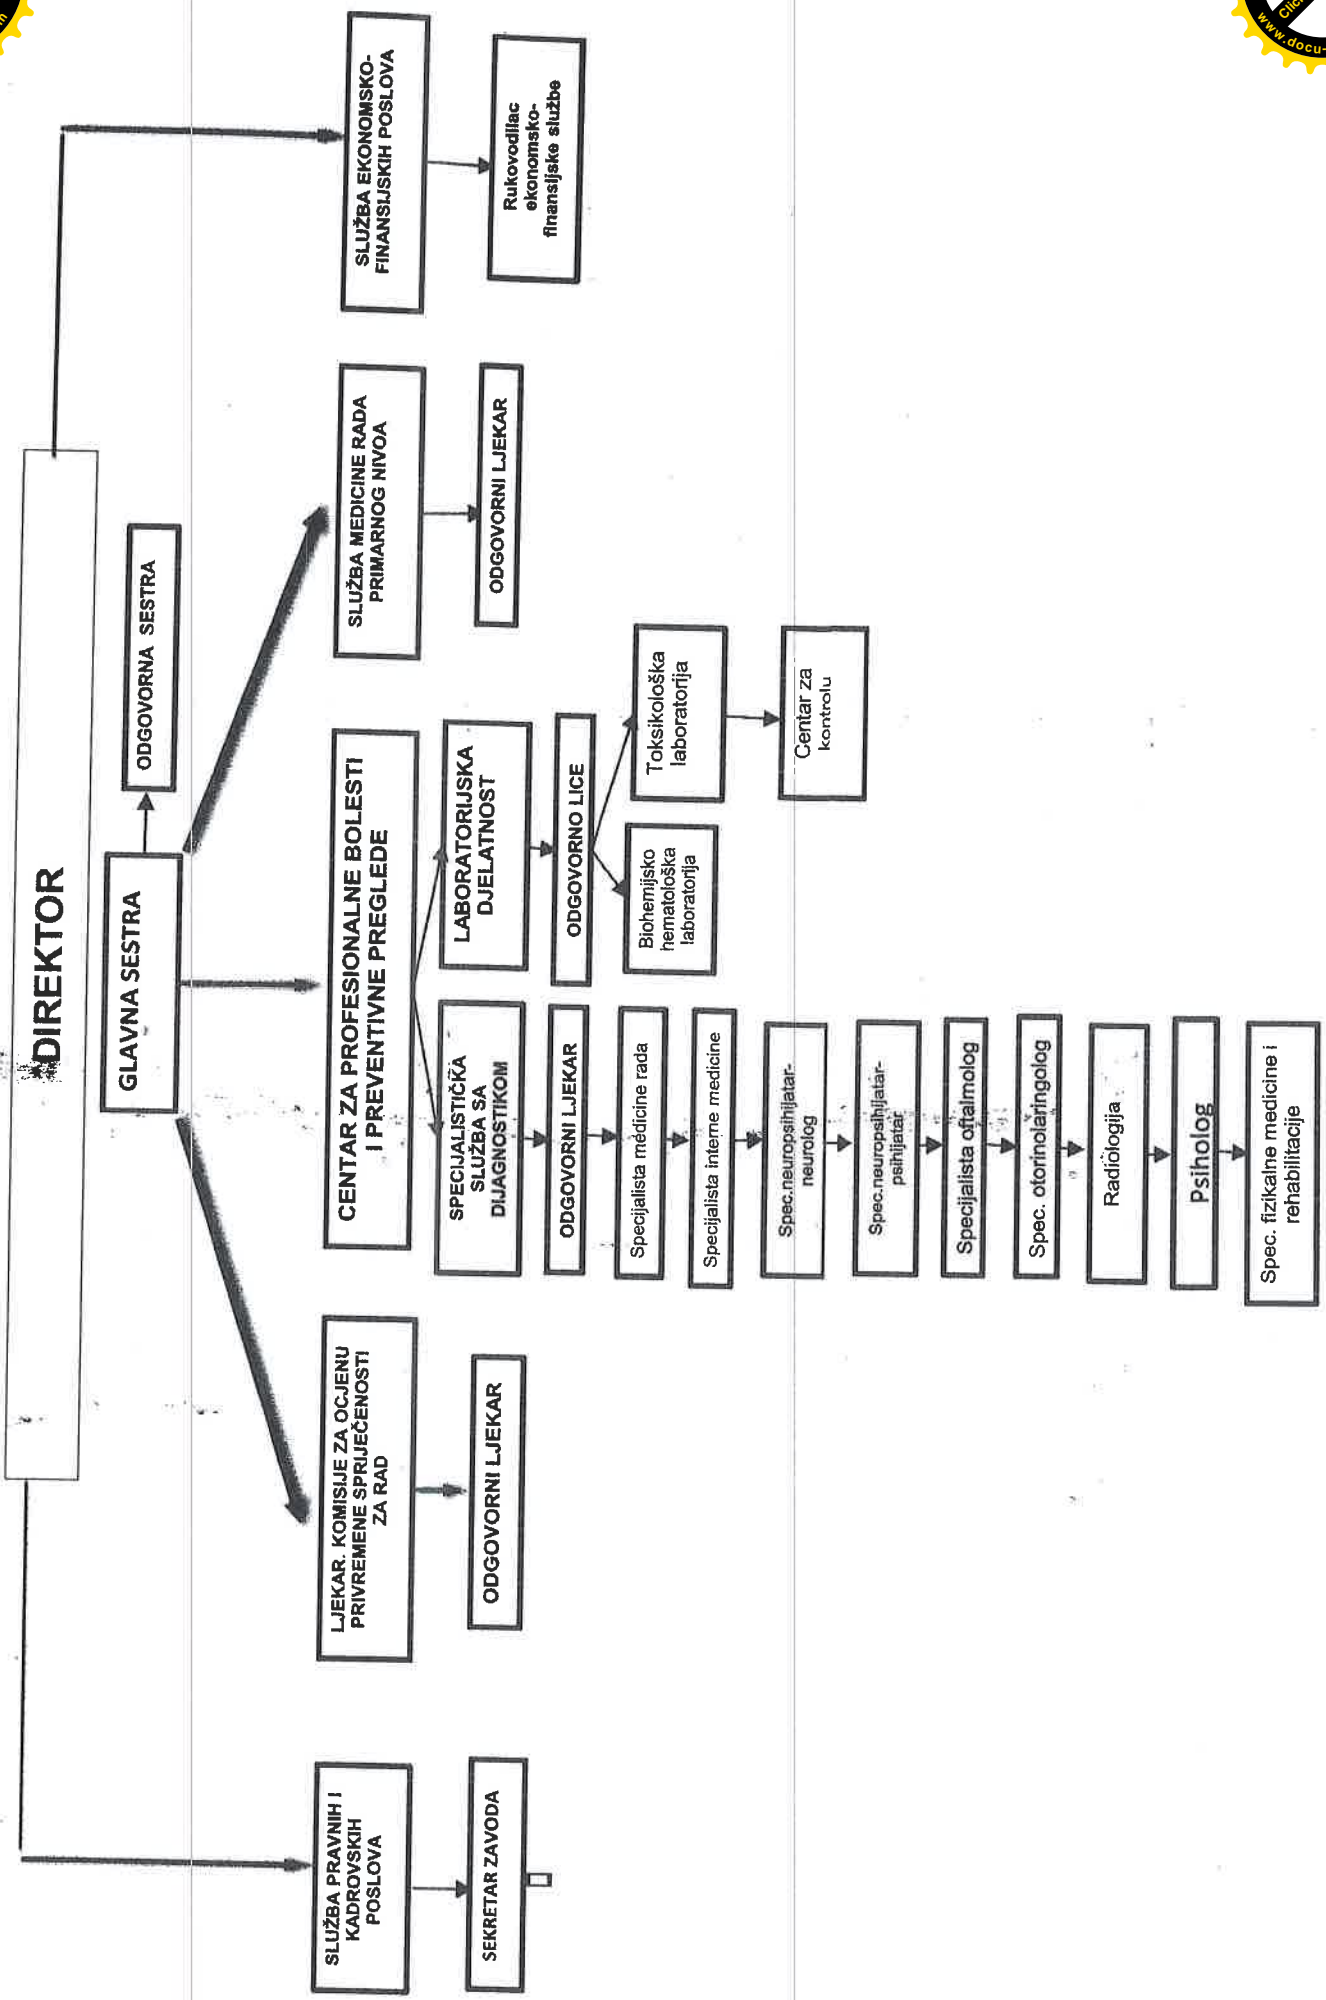 DIREKTOR
GLAVNA SESTRA
ODGOVORNA SESTRA
SLUŽBA PRAVNIH I
KADROVSKIH
POSLOVA
SEKRETAR ZAVODA
LJEKAR. KOMISIJE ZA OCJENU
PRIVREMENE SPRIJEČENOSTI
ZA RAD
ODGOVORNI LJEKAR
CENTAR ZA PROFESIONALNE BOLESTI
I PREVENTIVNE PREGLEDE
SPECIJALISTIČKA
SLUŽBA SA
DIJAGNOSTIKOM
ODGOVORNI LJEKAR
Specijalista medicine rada
Specijalista interne medicine
Spec.neuropsihijatar-
neurolog
Spec.neuropsihijatar-
psihijatar
Specijalista oftalmolog
Spec. otorinolaringolog
Radiologija
Psiholog
Spec. fizikalne medicine i
rehabilitacije
LABORATORIJSKA
DJELATNOST
ODGOVORNO LICE
Biohemijsko
hematološka
laboratorija
Toksikološka
laboratorija
Centar za
kontrolu
SLUŽBA MEDICINE RADA
PRIMARNOG NIVOA
ODGOVORNI LJEKAR
SLUŽBA EKONOMSKO-
FINANSIJSKIH POSLOVA
Rukovodilac
ekonomsko-
finansijske službe
www.docu-